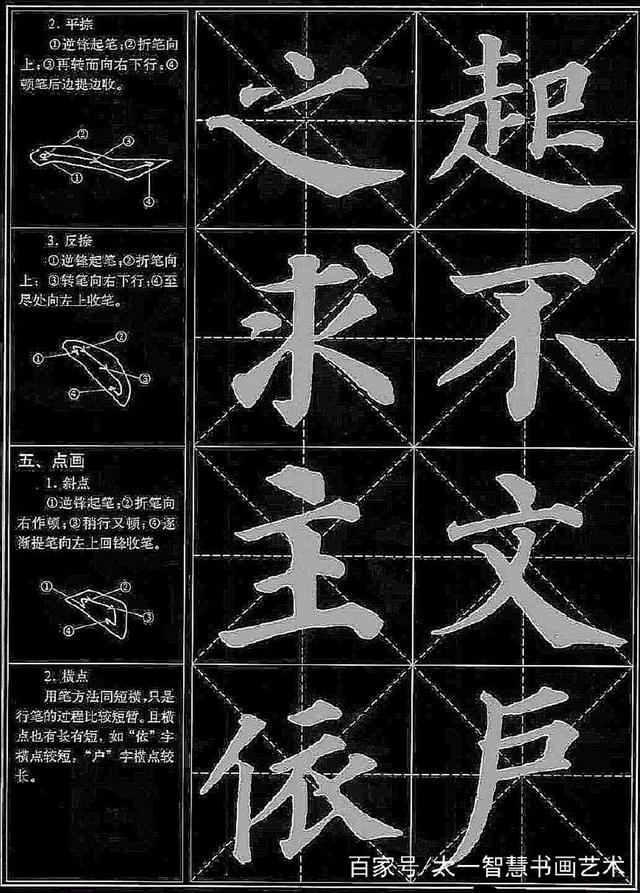 2. 平捺
①逆锋起笔;②折笔向
上;③再转而向右下行;④
顿笔后边提边收。
②
③
①
④
之 起
3. 反捺
①逆锋起笔;②折笔向
上;③转笔向右下行;④至
尽处向左上收笔。
②
①
③
④
求 不
五、点画
1. 斜点
①逆锋起笔;②折笔向
右作顿;③稍行又顿;④逐
渐提笔向左上回锋收笔。
①
②
③
④
主 文
2. 横点
用笔方法同短横,只是
行笔的过程比较短暂。且横
点也有长有短,如“依”字
横点较短,“户”字横点较
长。
依 户
百家号/太一智慧书画艺术